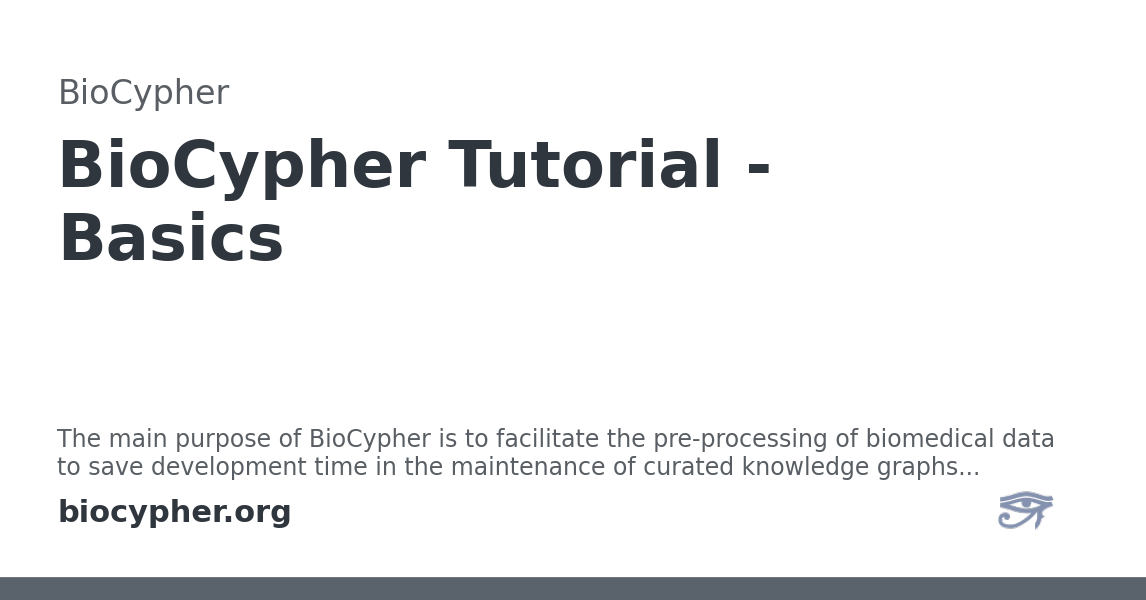 BioCypher
BioCypher Tutorial -
Basics
The main purpose of BioCypher is to facilitate the pre-processing of biomedical data
to save development time in the maintenance of curated knowledge graphs...
biocypher.org